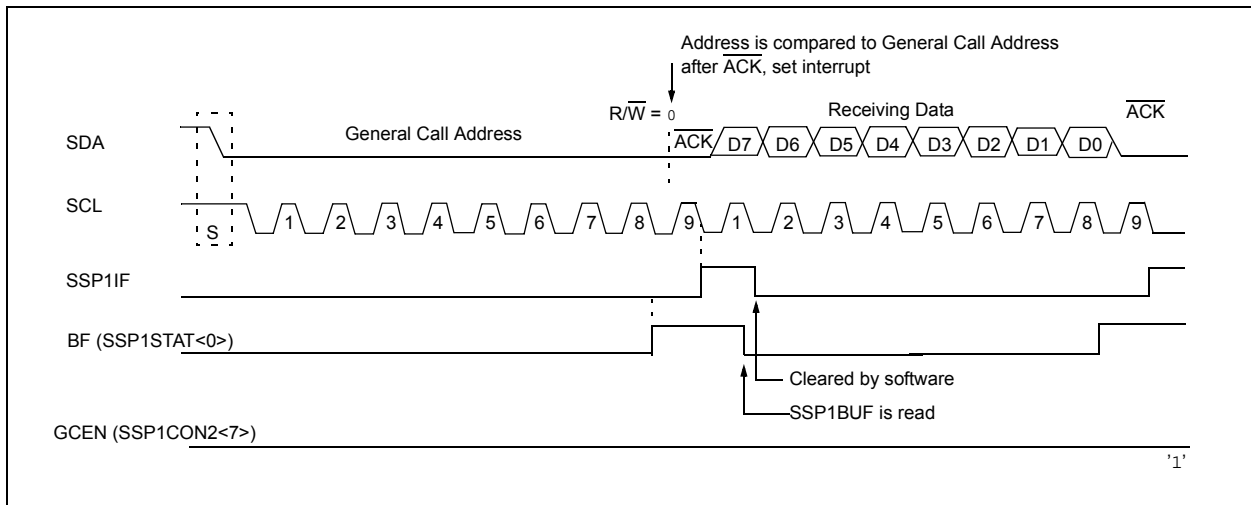 Address is compared to General Call Address
after ACK, set interrupt
R/W = 0
Receiving Data
ACK
SDA
General Call Address
ACK D7 D6 D5 D4 D3 D2 D1 D0
SCL
S
1 2 3 4 5 6 7 8 9 1 2 3 4 5 6 7 8 9
SSP1IF
BF (SSP1STAT<0>)
Cleared by software
SSP1BUF is read
GCEN (SSP1CON2<7>)
'1'